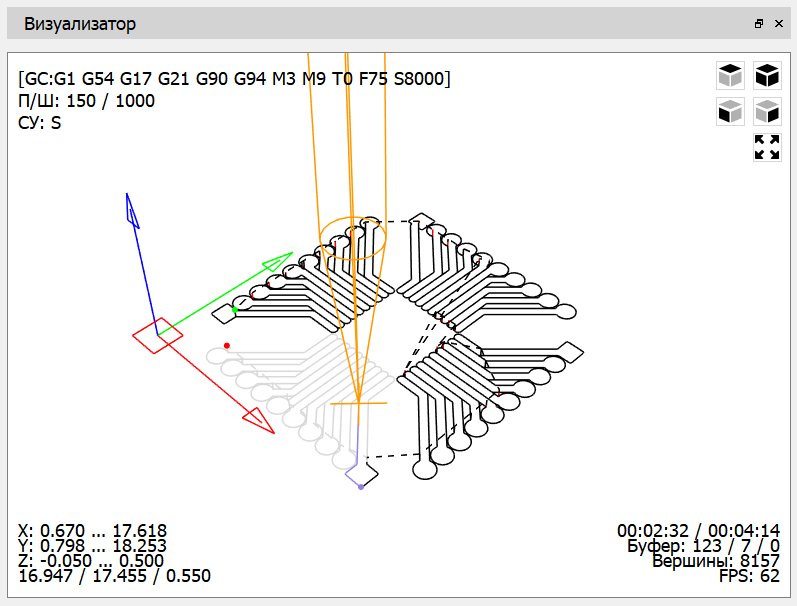 Визуализатор
[GC:G1 G54 G17 G21 G90 G94 M3 M9 T0 F75 S8000]
П/Ш: 150 / 1000
СУ: S
X: 0.670 ... 17.618
Y: 0.798 ... 18.253
Z: -0.050 ... 0.500
16.947 / 17.455 / 0.550
00:02:32 / 00:04:14
Буфер: 123 / 7 / 0
Вершины: 8157
FPS: 62